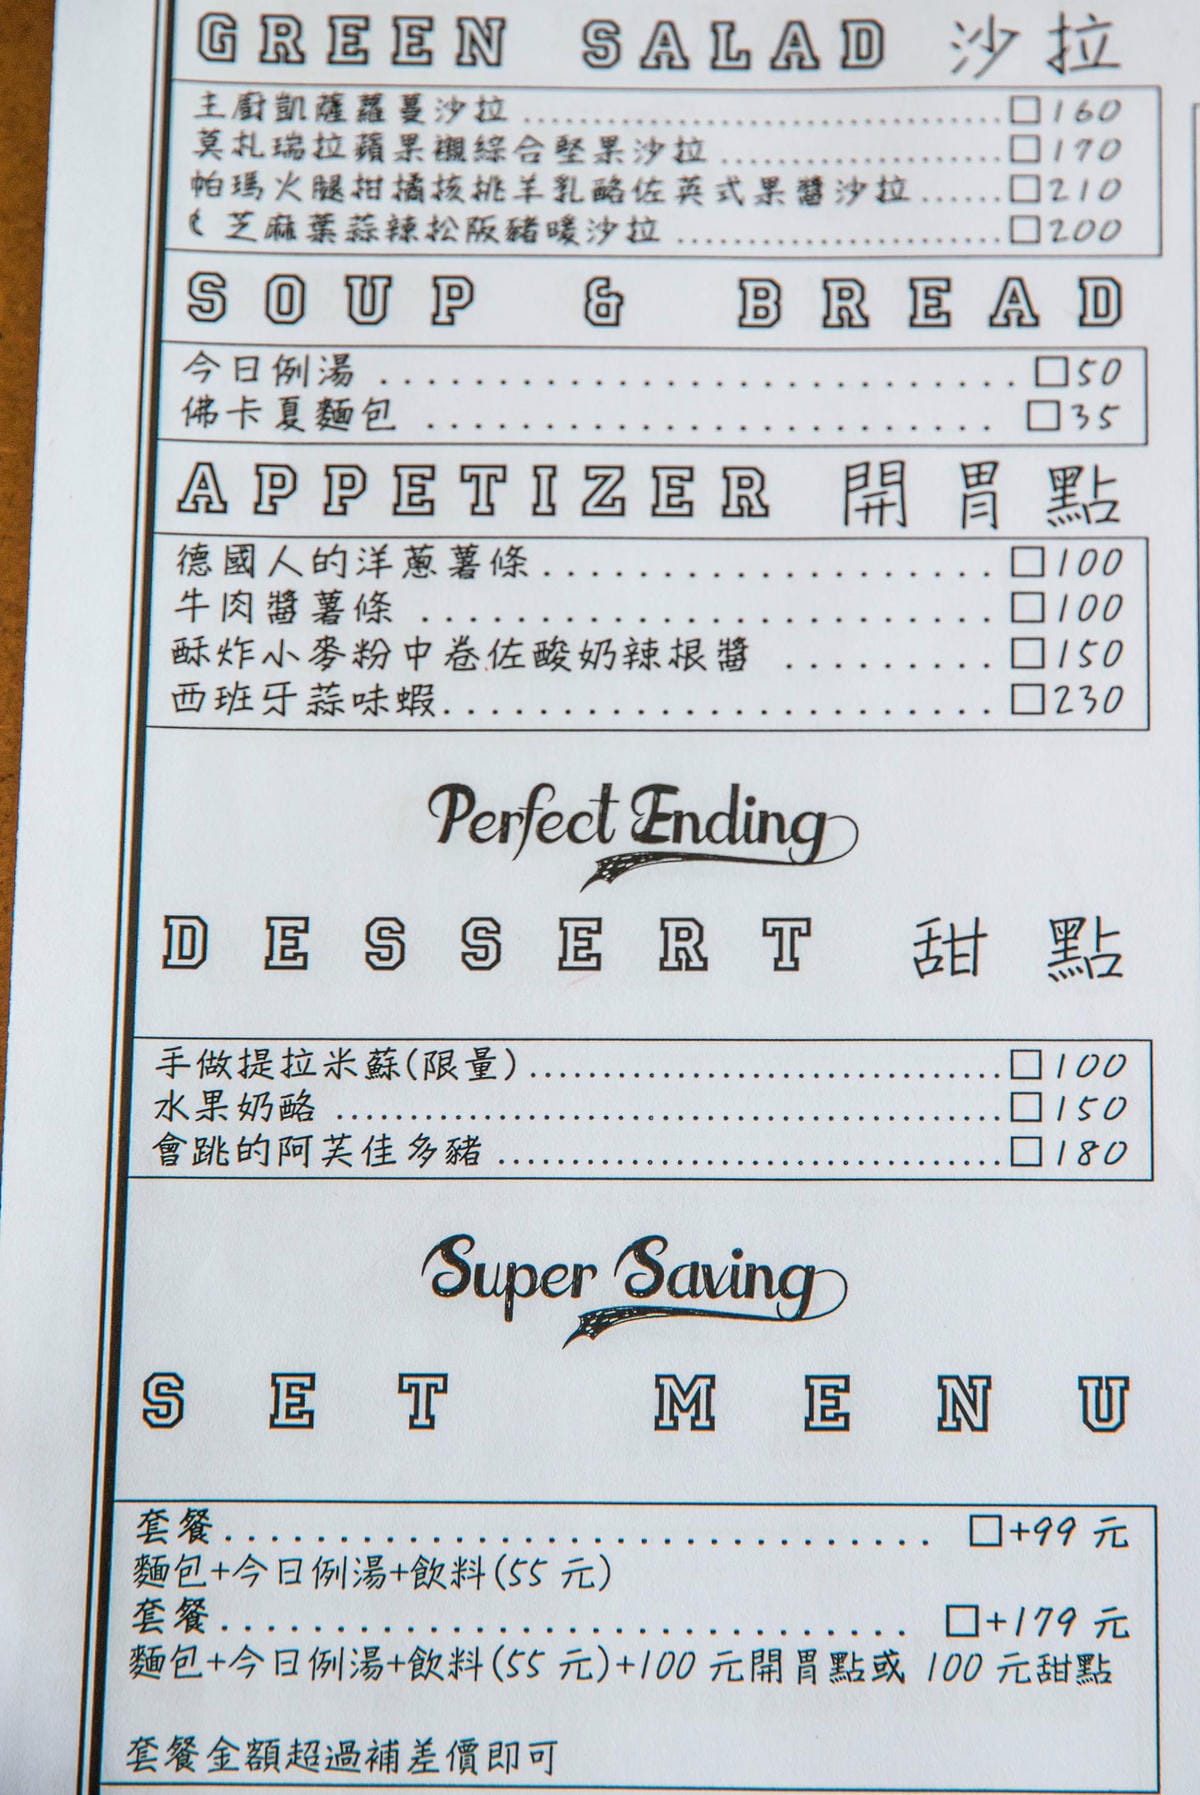 GREEN SALAD 沙拉
主廚凱薩蘿蔓沙拉 ........................................ □160
莫札瑞拉蘋果襯綜合堅果沙拉 ........................ □170
帕瑪火腿柑橘核桃羊乳酪佐英式果醬沙拉 ....... □210
芝麻葉蒜辣松阪豬暖沙拉 ........................... □200
SOUP & BREAD
今日例湯 ........................... □50
佛卡夏麵包 ........................ □35
APPETIZER 開胃點
德國人的洋蔥薯條 ................... □100
牛肉醬薯條 ........................ □100
酥炸小麥粉中卷佐酸奶辣根醬 ......... □150
西班牙蒜味蝦 ........................ □230
Perfect Ending
DESSERT 甜點
手做提拉米蘇(限量) .................................. □100
水果奶酪 ................................................ □150
會跳的阿芙佳多豬 .................................... □180
Super Saving
SET MENU
套餐 .............................. □+99 元
麵包+今日例湯+飲料(55 元)
套餐 .............................. □+179 元
麵包+今日例湯+飲料(55 元)+100 元開胃點或 100 元甜點
套餐金額超過補差價即可